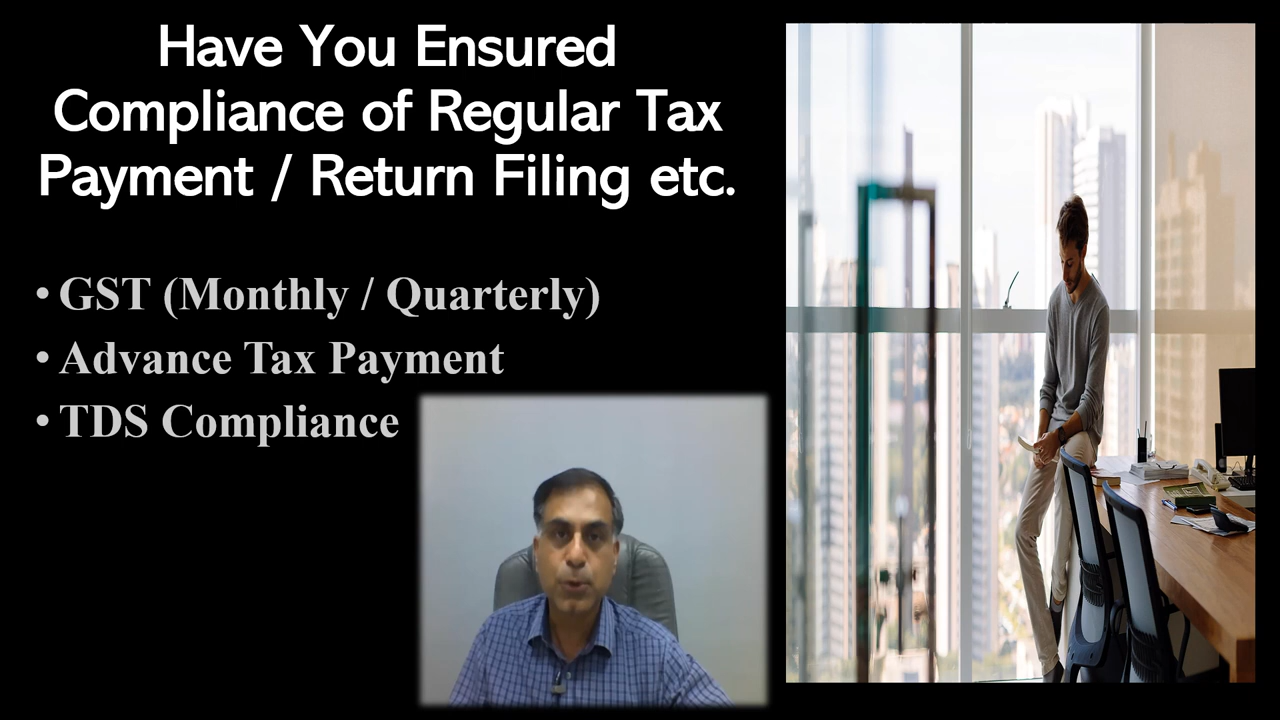 Have You Ensured
Compliance of Regular Tax
Payment / Return Filing etc.
• GST (Monthly / Quarterly)
• Advance Tax Payment
• TDS Compliance